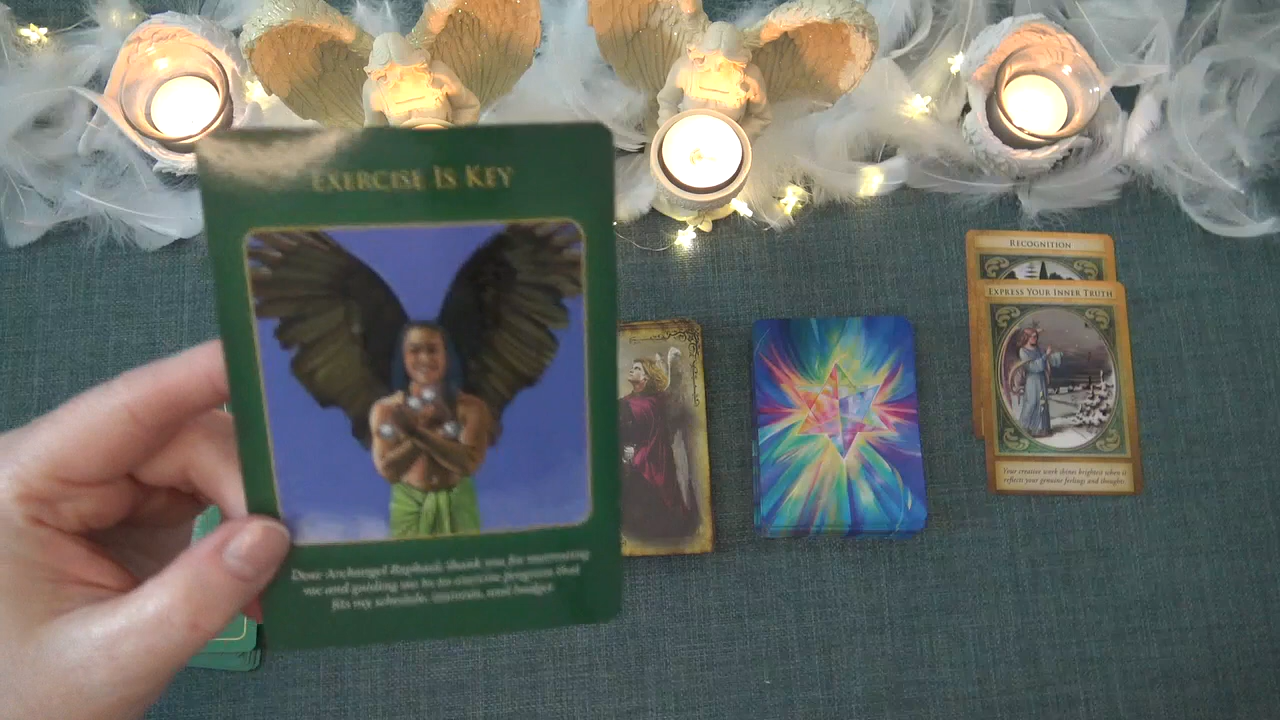 EXERCISE IS KEY
Dear Archangel Raphael, thank you for motivating
me and guiding me to an exercise program that
fits my schedule, interests, and budget.
RECOGNITION
EXPRESS YOUR INNER TRUTH
Your creative work shines brightest when it
reflects your genuine feelings and thoughts.